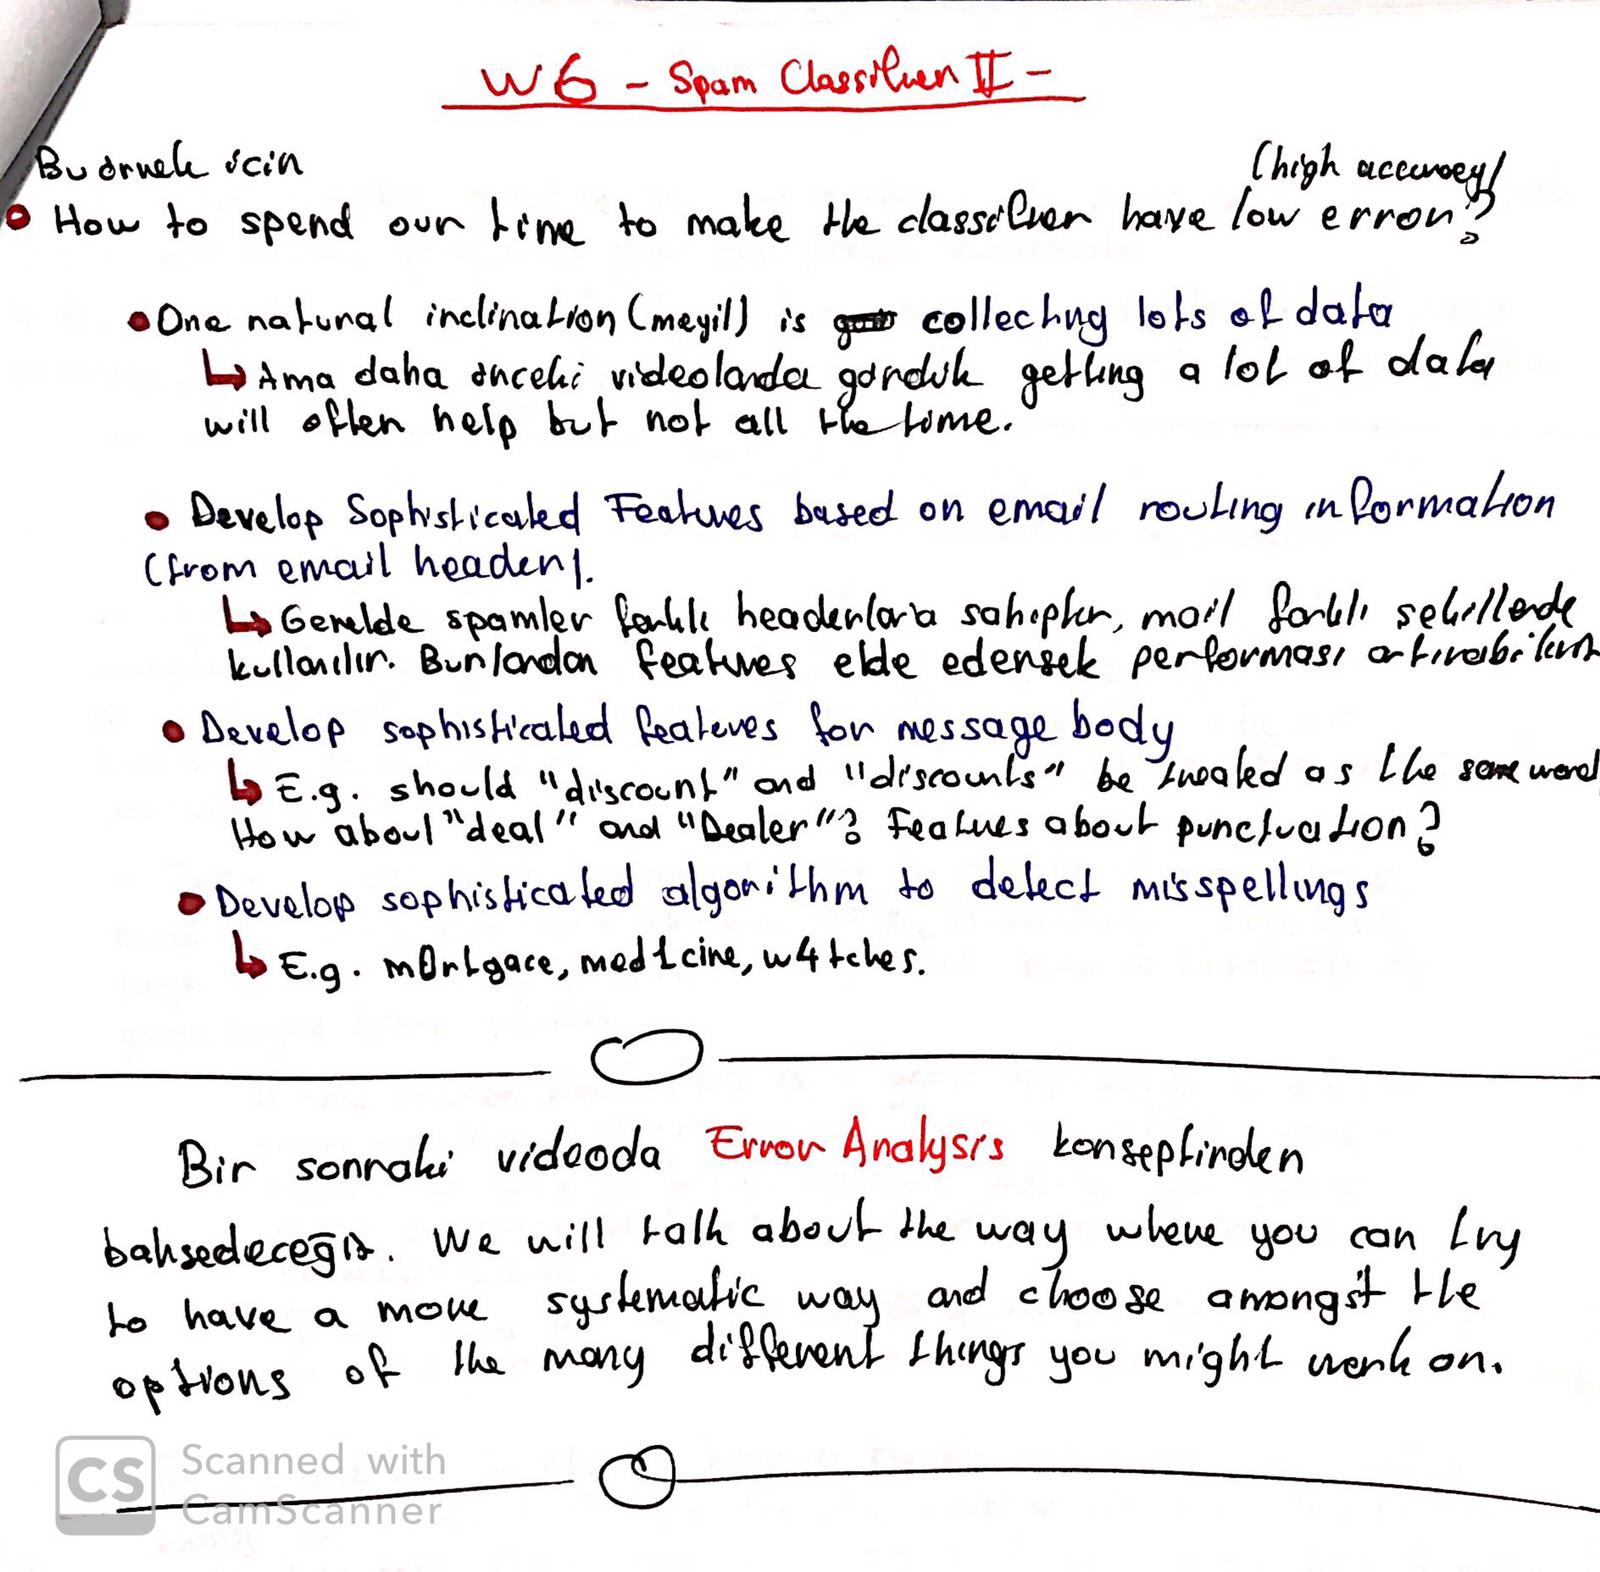 W6 - Spam Classifier II -
Bu örnek için
(high accuracy)
How to spend our time to make the classifier have low error?
One natural inclination (meyil) is collecting lots of data
Ama daha önceki videolarda gördük getting a lot of data
will often help but not all the time.
Develop Sophisticated Features based on email routing information
(from email header).
Genelde spamler farklı headerlara sahipler, mail farklı şekillerde
kullanılır. Bunlardan features elde edersek performası artırabiliriz
Develop sophisticated features for message body
E.g. should "discount" and "discounts" be treated as the same word
How about "deal" and "Dealer"? Features about punctuation?
Develop sophisticated algorithm to detect misspellings
E.g. m0rtgace, med1cine, w4tches.
Bir sonraki videoda Error Analysis konseptinden
bahsedeceğiz. We will talk about the way where you can try
to have a more systematic way and choose amongst the
options of the many different things you might work on.
CS
Scanned with
CamScanner